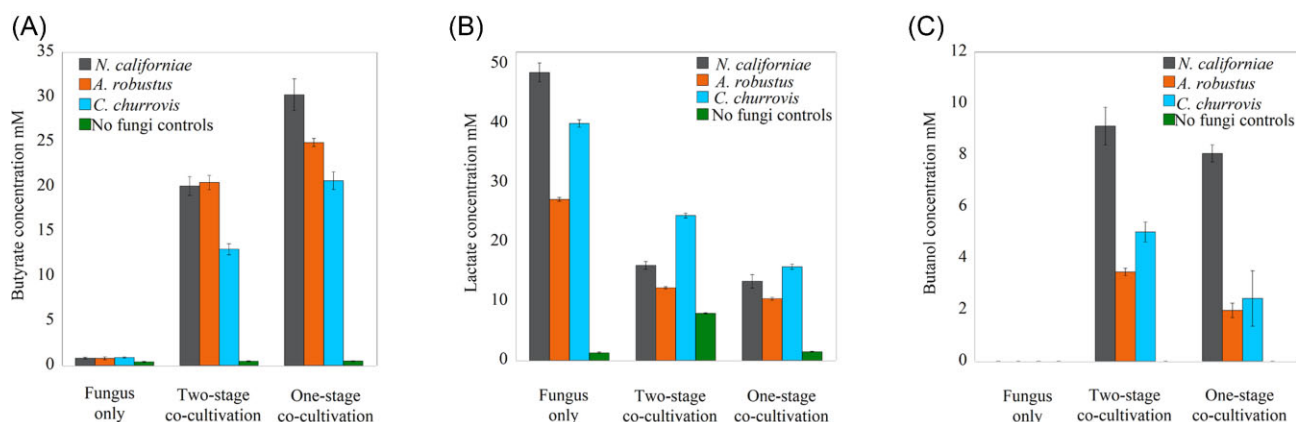 (A)
Butyrate concentration mM
35
30
25
20
15
10
5
0
N. californiae
A. robustus
C. churrovis
No fungi controls
Fungus
only
Two-stage
co-cultivation
One-stage
co-cultivation
(B)
Lactate concentration mM
50
40
30
20
10
0
N. californiae
A. robustus
C. churrovis
No fungi controls
Fungus
only
Two-stage
co-cultivation
One-stage
co-cultivation
(C)
Butanol concentration mM
12
10
8
6
4
2
0
N. californiae
A. robustus
C. churrovis
No fungi controls
Fungus
only
Two-stage
co-cultivation
One-stage
co-cultivation